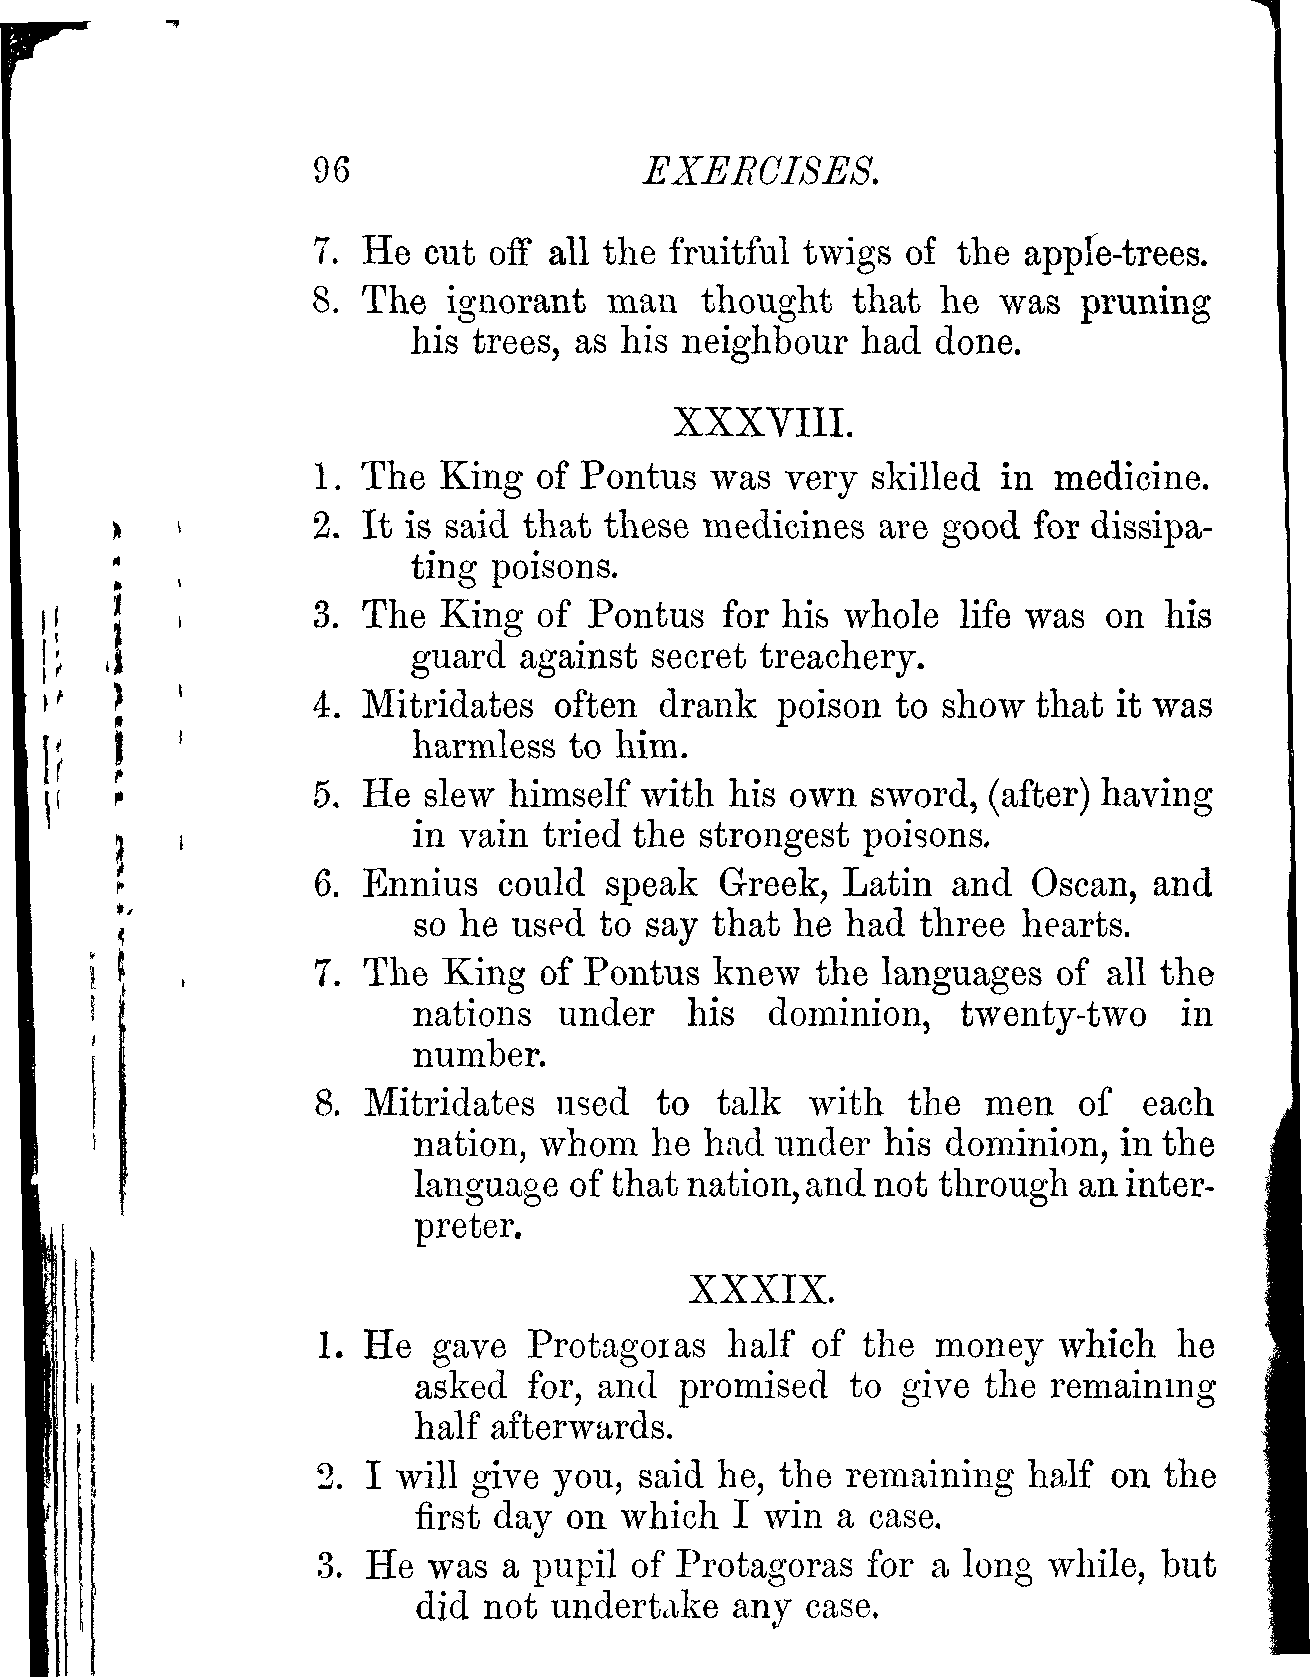 96 EXERCISES.
7. He cut off all the fruitful twigs of the apple-trees.
8. The ignorant man thought that he was pruning
his trees, as his neighbour had done.
XXXVIII.
1. The King of Pontus was very skilled in medicine.
2. It is said that these medicines are good for dissipa-
ting poisons.
3. The King of Pontus for his whole life was on his
guard against secret treachery.
4. Mitridates often drank poison to show that it was
harmless to him.
5. He slew himself with his own sword, (after) having
in vain tried the strongest poisons.
6. Ennius could speak Greek, Latin and Oscan, and
so he used to say that he had three hearts.
7. The King of Pontus knew the languages of all the
nations under his dominion, twenty-two in
number.
8. Mitridates used to talk with the men of each
nation, whom he had under his dominion, in the
language of that nation, and not through an inter-
preter.
XXXIX.
1. He gave Protagoras half of the money which he
asked for, and promised to give the remaining
half afterwards.
2. I will give you, said he, the remaining half on the
first day on which I win a case.
3. He was a pupil of Protagoras for a long while, but
did not undertake any case.